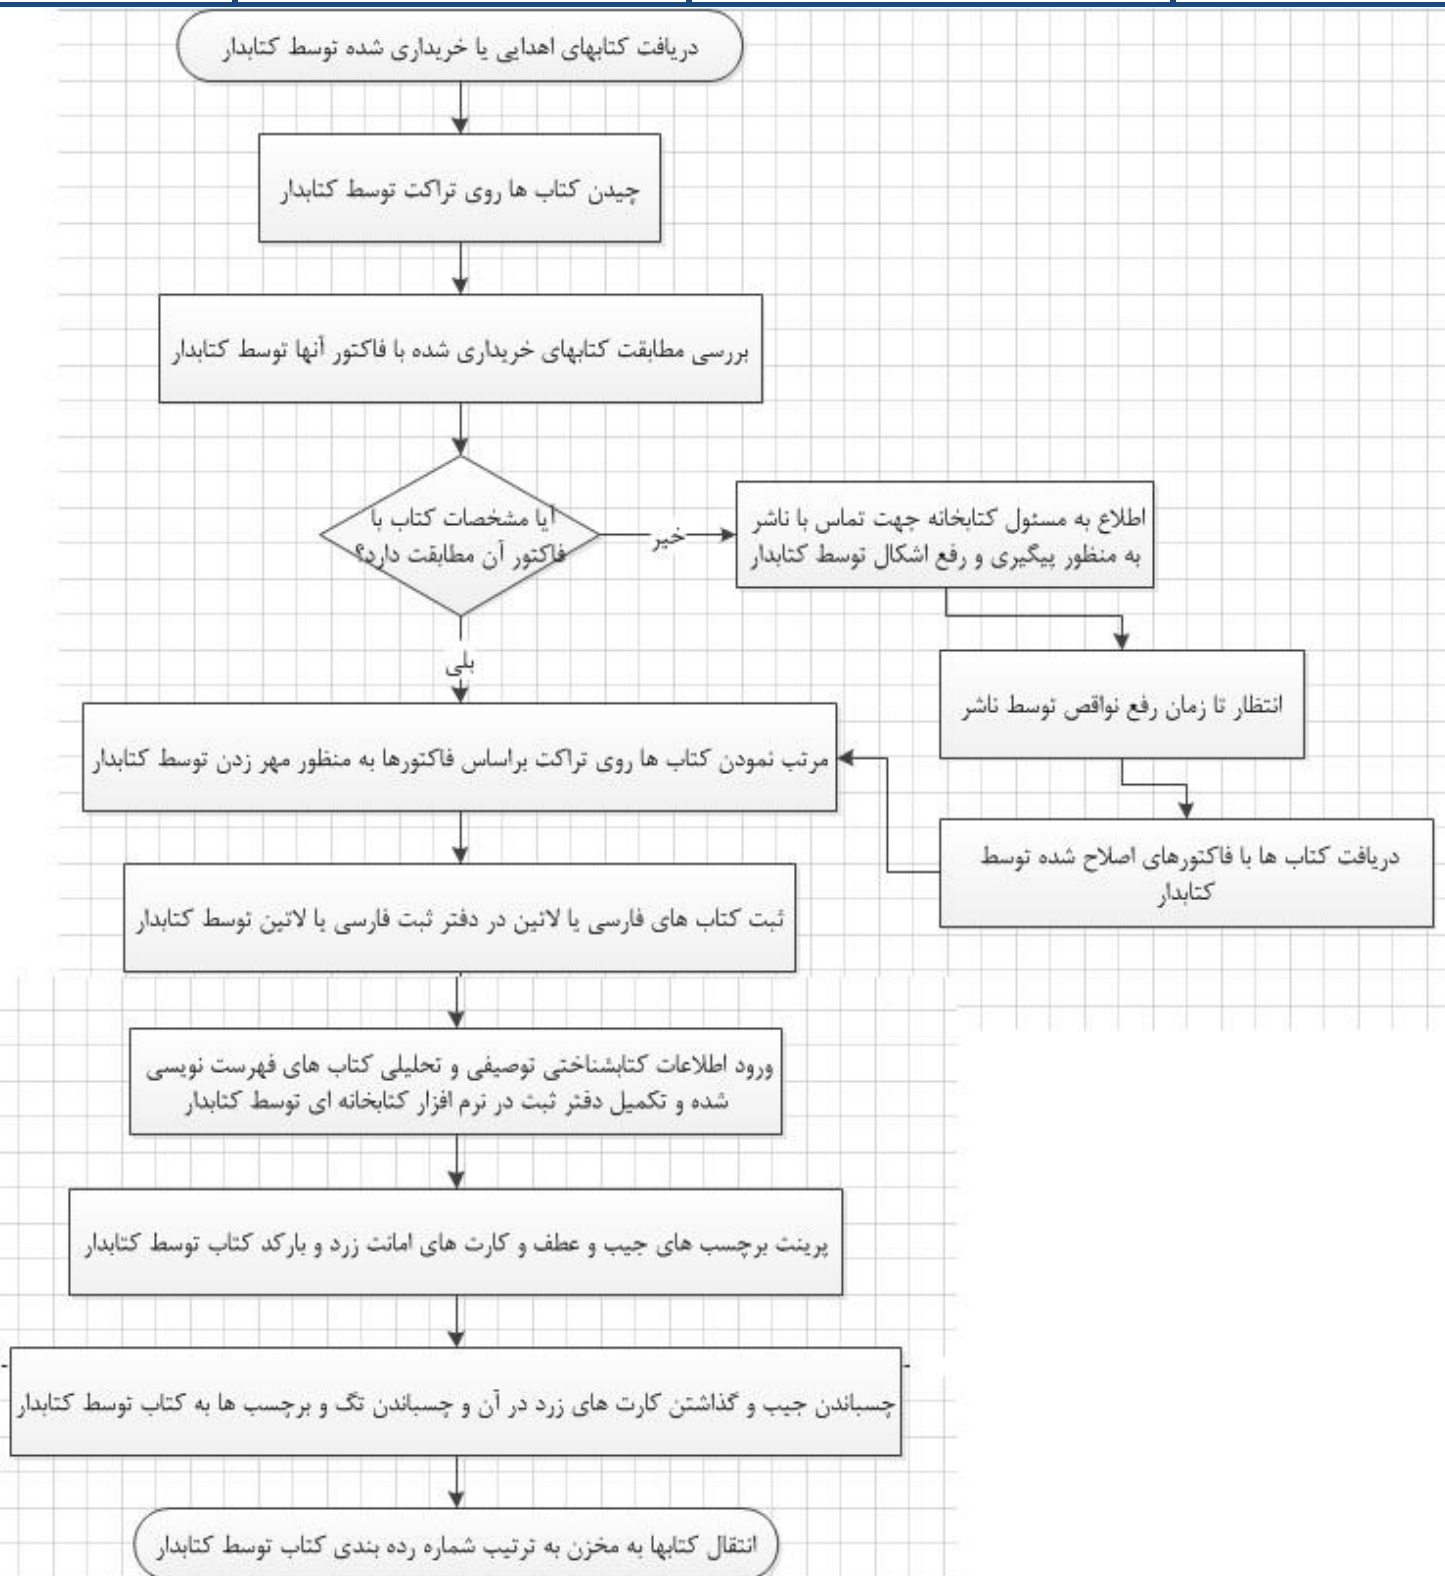 دریافت کتابهای اهدایی یا خریداری شده توسط کتابدار
چیدن کتاب ها روی تراکت توسط کتابدار
بررسی مطابقت کتابهای خریداری شده با فاکتور آنها توسط کتابدار
آیا مشخصات کتاب با
فاکتور آن مطابقت دارد؟
خیر
اطلاع به مسئول کتابخانه جهت تماس با ناشر
به منظور پیگیری و رفع اشکال توسط کتابدار
انتظار تا زمان رفع نواقص توسط ناشر
دریافت کتاب ها با فاکتورهای اصلاح شده توسط
کتابدار
بلی
مرتب نمودن کتاب ها روی تراکت براساس فاکتورها به منظور مهر زدن توسط کتابدار
ثبت کتاب های فارسی یا لاتین در دفتر ثبت فارسی یا لاتین توسط کتابدار
ورود اطلاعات کتابشناختی توصیفی و تحلیلی کتاب های فهرست نویسی
شده و تکمیل دفتر ثبت در نرم افزار کتابخانه ای توسط کتابدار
پرینت برچسب های جیب و عطف و کارت های امانت زرد و بارکد کتاب توسط کتابدار
چسباندن جیب و گذاشتن کارت های زرد در آن و چسباندن تگ و برچسب ها به کتاب توسط کتابدار
انتقال کتابها به مخزن به ترتیب شماره رده بندی کتاب توسط کتابدار